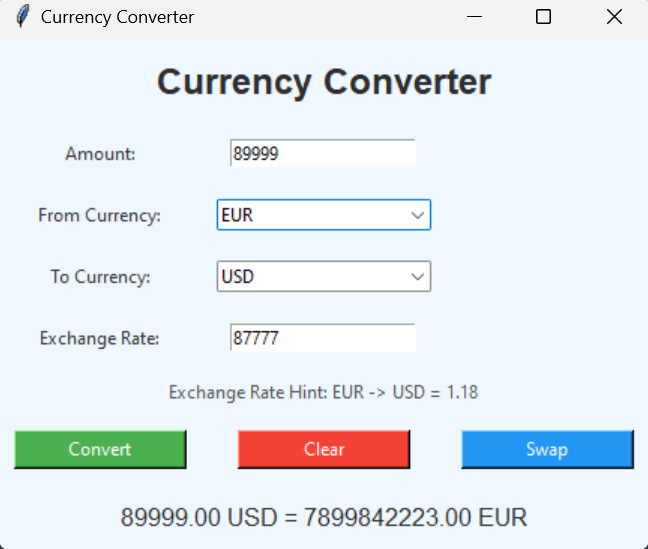 Currency Converter
Currency Converter
Amount: 89999
From Currency: EUR
To Currency: USD
Exchange Rate: 87777
Exchange Rate Hint: EUR -> USD = 1.18
Convert Clear Swap
89999.00 USD = 7899842223.00 EUR